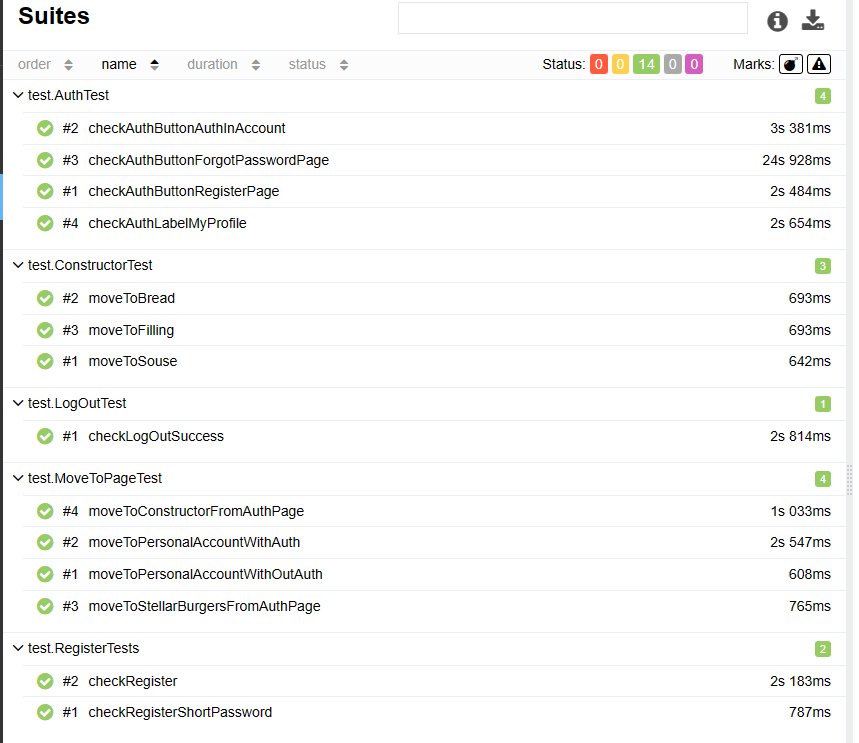 Suites
order name duration status Status: 0 0 14 0 0 Marks:
test.AuthTest 4
#2 checkAuthButtonAuthInAccount 3s 381ms
#3 checkAuthButtonForgotPasswordPage 24s 928ms
#1 checkAuthButtonRegisterPage 2s 484ms
#4 checkAuthLabelMyProfile 2s 654ms
test.ConstructorTest 3
#2 moveToBread 693ms
#3 moveToFilling 693ms
#1 moveToSouse 642ms
test.LogOutTest 1
#1 checkLogOutSuccess 2s 814ms
test.MoveToPageTest 4
#4 moveToConstructorFromAuthPage 1s 033ms
#2 moveToPersonalAccountWithAuth 2s 547ms
#1 moveToPersonalAccountWithOutAuth 608ms
#3 moveToStellarBurgersFromAuthPage 765ms
test.RegisterTests 2
#2 checkRegister 2s 183ms
#1 checkRegisterShortPassword 787ms